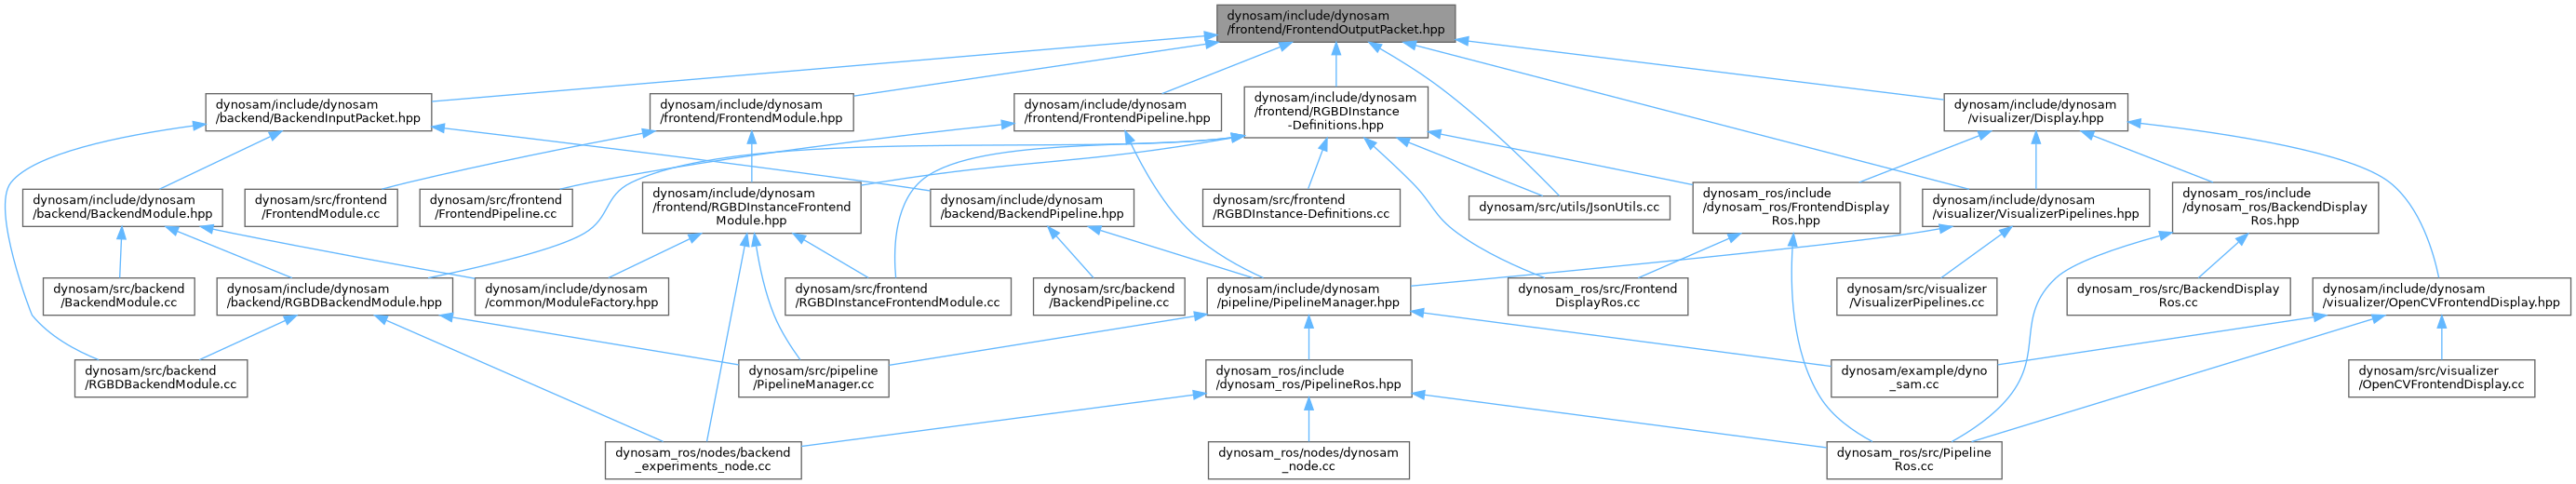 dynosam/include/dynosam
/frontend/FrontendOutputPacket.hpp
dynosam/include/dynosam
/backend/BackendInputPacket.hpp
dynosam/include/dynosam
/frontend/FrontendModule.hpp
dynosam/include/dynosam
/frontend/FrontendPipeline.hpp
dynosam/include/dynosam
/frontend/RGBDInstance
-Definitions.hpp
dynosam/include/dynosam
/visualizer/Display.hpp
dynosam/include/dynosam
/backend/BackendModule.hpp
dynosam/src/frontend
/FrontendModule.cc
dynosam/src/frontend
/FrontendPipeline.cc
dynosam/include/dynosam
/frontend/RGBDInstanceFrontend
Module.hpp
dynosam/include/dynosam
/backend/BackendPipeline.hpp
dynosam/src/frontend
/RGBDInstance-Definitions.cc
dynosam/src/utils/JsonUtils.cc
dynosam_ros/include
/dynosam_ros/FrontendDisplay
Ros.hpp
dynosam/include/dynosam
/visualizer/VisualizerPipelines.hpp
dynosam_ros/include
/dynosam_ros/BackendDisplay
Ros.hpp
dynosam/src/backend
/BackendModule.cc
dynosam/include/dynosam
/backend/RGBDBackendModule.hpp
dynosam/include/dynosam
/common/ModuleFactory.hpp
dynosam/src/frontend
/RGBDInstanceFrontendModule.cc
dynosam/src/backend
/BackendPipeline.cc
dynosam/include/dynosam
/pipeline/PipelineManager.hpp
dynosam_ros/src/Frontend
DisplayRos.cc
dynosam/src/visualizer
/VisualizerPipelines.cc
dynosam_ros/src/BackendDisplay
Ros.cc
dynosam/include/dynosam
/visualizer/OpenCVFrontendDisplay.hpp
dynosam/src/backend
/RGBDBackendModule.cc
dynosam/src/pipeline
/PipelineManager.cc
dynosam_ros/include
/dynosam_ros/PipelineRos.hpp
dynosam/example/dyno
_sam.cc
dynosam/src/visualizer
/OpenCVFrontendDisplay.cc
dynosam_ros/nodes/backend
_experiments_node.cc
dynosam_ros/nodes/dynosam
_node.cc
dynosam_ros/src/Pipeline
Ros.cc